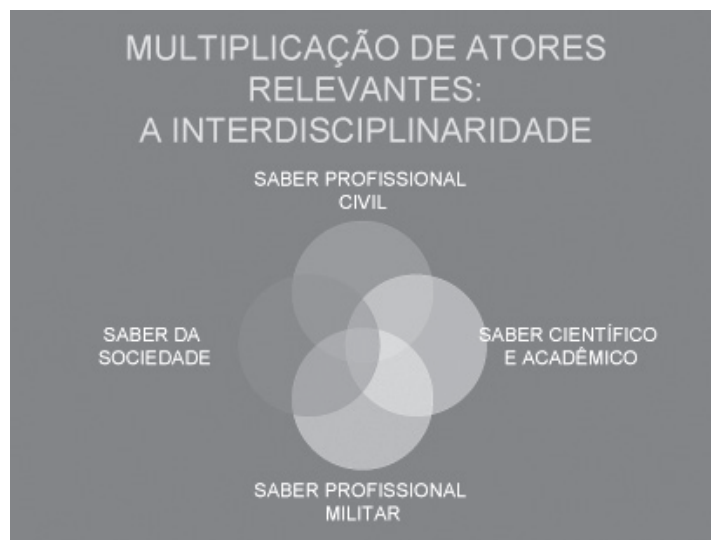 MULTIPLICAÇÃO DE ATORES
RELEVANTES:
A INTERDISCIPLINARIDADE
SABER PROFISSIONAL
CIVIL
SABER DA
SOCIEDADE
SABER CIENTÍFICO
E ACADÊMICO
SABER PROFISSIONAL
MILITAR